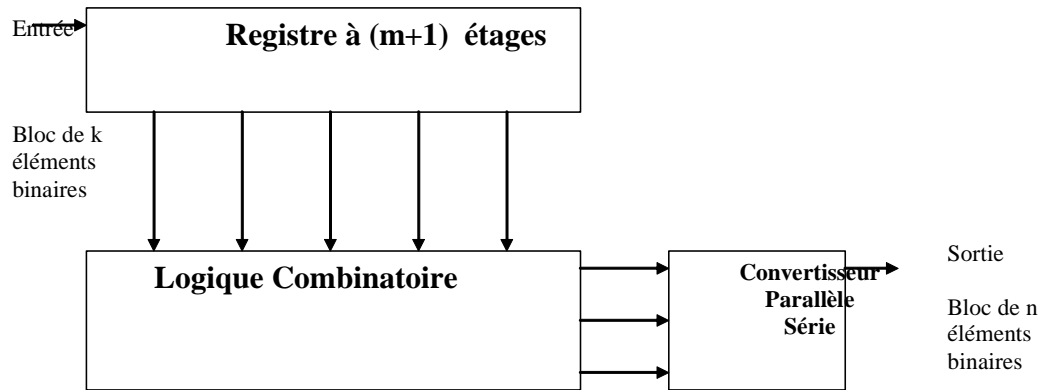 Entrée
Registre à (m+1) étages
Bloc de k
éléments
binaires
Logique Combinatoire
Convertisseur
Parallèle
Série
Sortie
Bloc de n
éléments
binaires